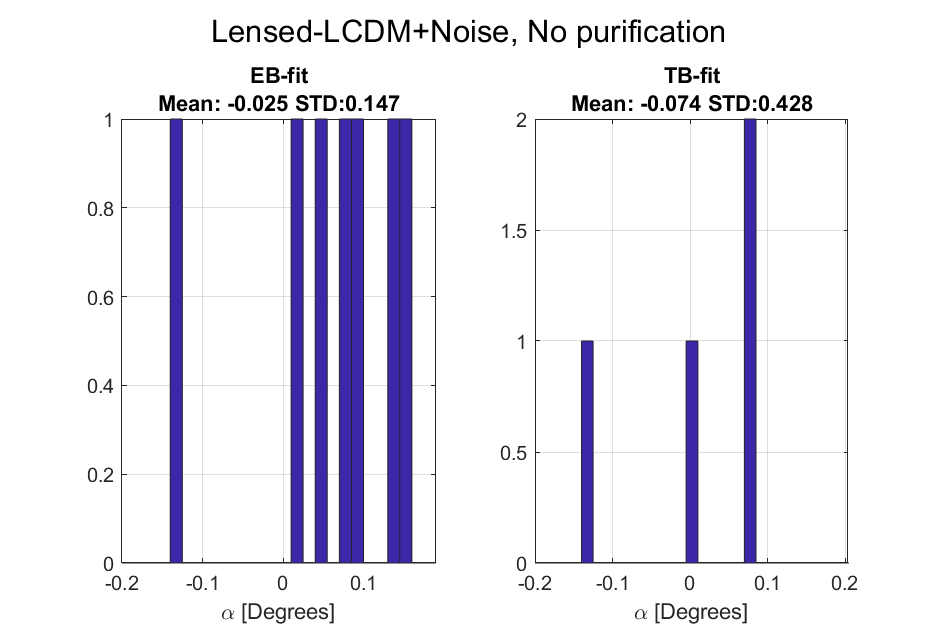 Lensed-LCDM+Noise, No purification
EB-fit
Mean: -0.025 STD:0.147
1
0.8
0.6
0.4
0.2
0
-0.2
-0.1
0
0.1
α [Degrees]
TB-fit
Mean: -0.074 STD:0.428
2
1.5
1
0.5
0
-0.2
-0.1
0
0.1
0.2
α [Degrees]